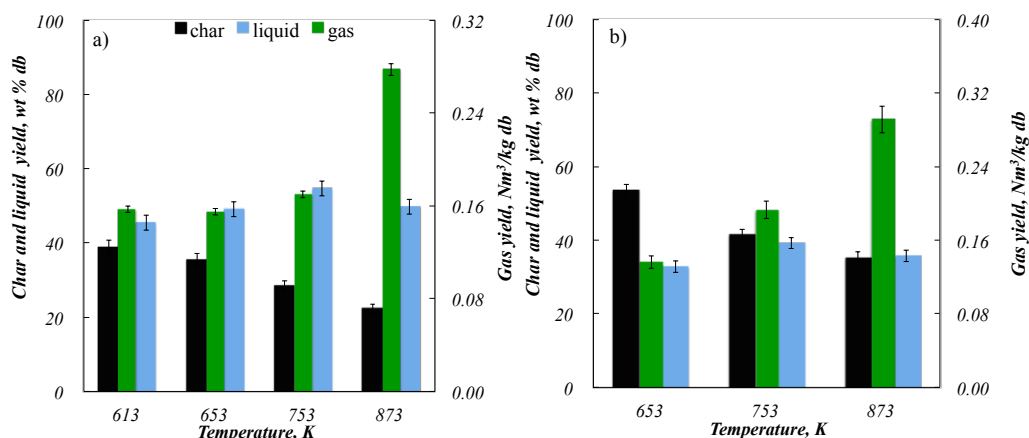 a)
char liquid gas
Char and liquid yield, wt % db
100
80
60
40
20
0
0.32
0.24
0.16
0.08
0.00
Gas yield, Nm³/kg db
613 653 753 873
Temperature, K
b)
Char and liquid yield, wt % db
100
80
60
40
20
0
0.40
0.32
0.24
0.16
0.08
0.00
Gas yield, Nm³/kg db
653 753 873
Temperature, K